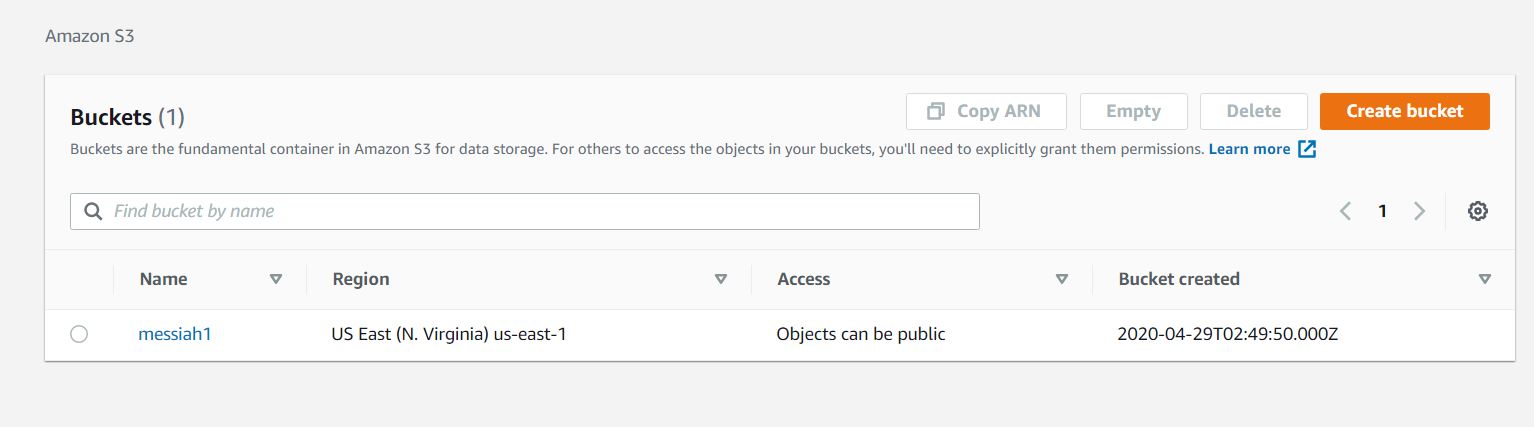 Amazon S3
Buckets (1)
Copy ARN
Empty
Delete
Create bucket
Buckets are the fundamental container in Amazon S3 for data storage. For others to access the objects in your buckets, you'll need to explicitly grant them permissions. Learn more
Find bucket by name
1
Name
Region
Access
Bucket created
messiah1
US East (N. Virginia) us-east-1
Objects can be public
2020-04-29T02:49:50.000Z